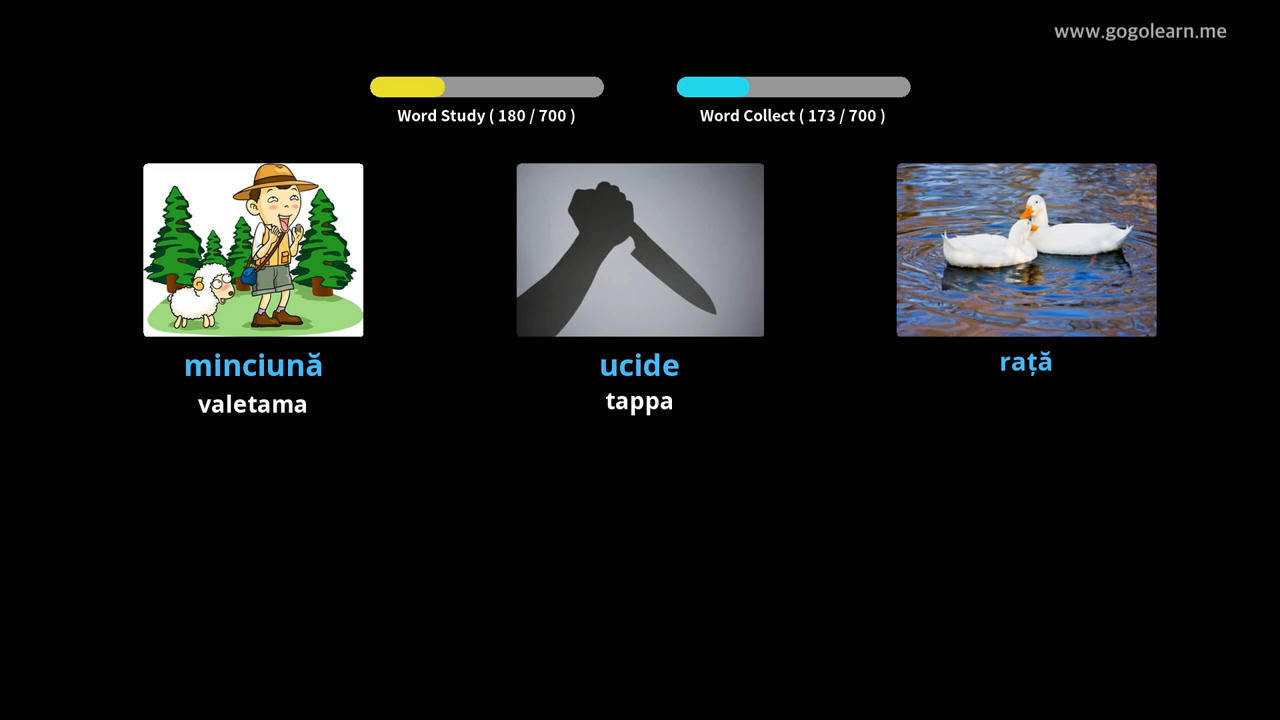 www.gogolearn.me
Word Study ( 180 / 700 )
Word Collect ( 173 / 700 )
minciună
ucide
rață
valetama
tappa